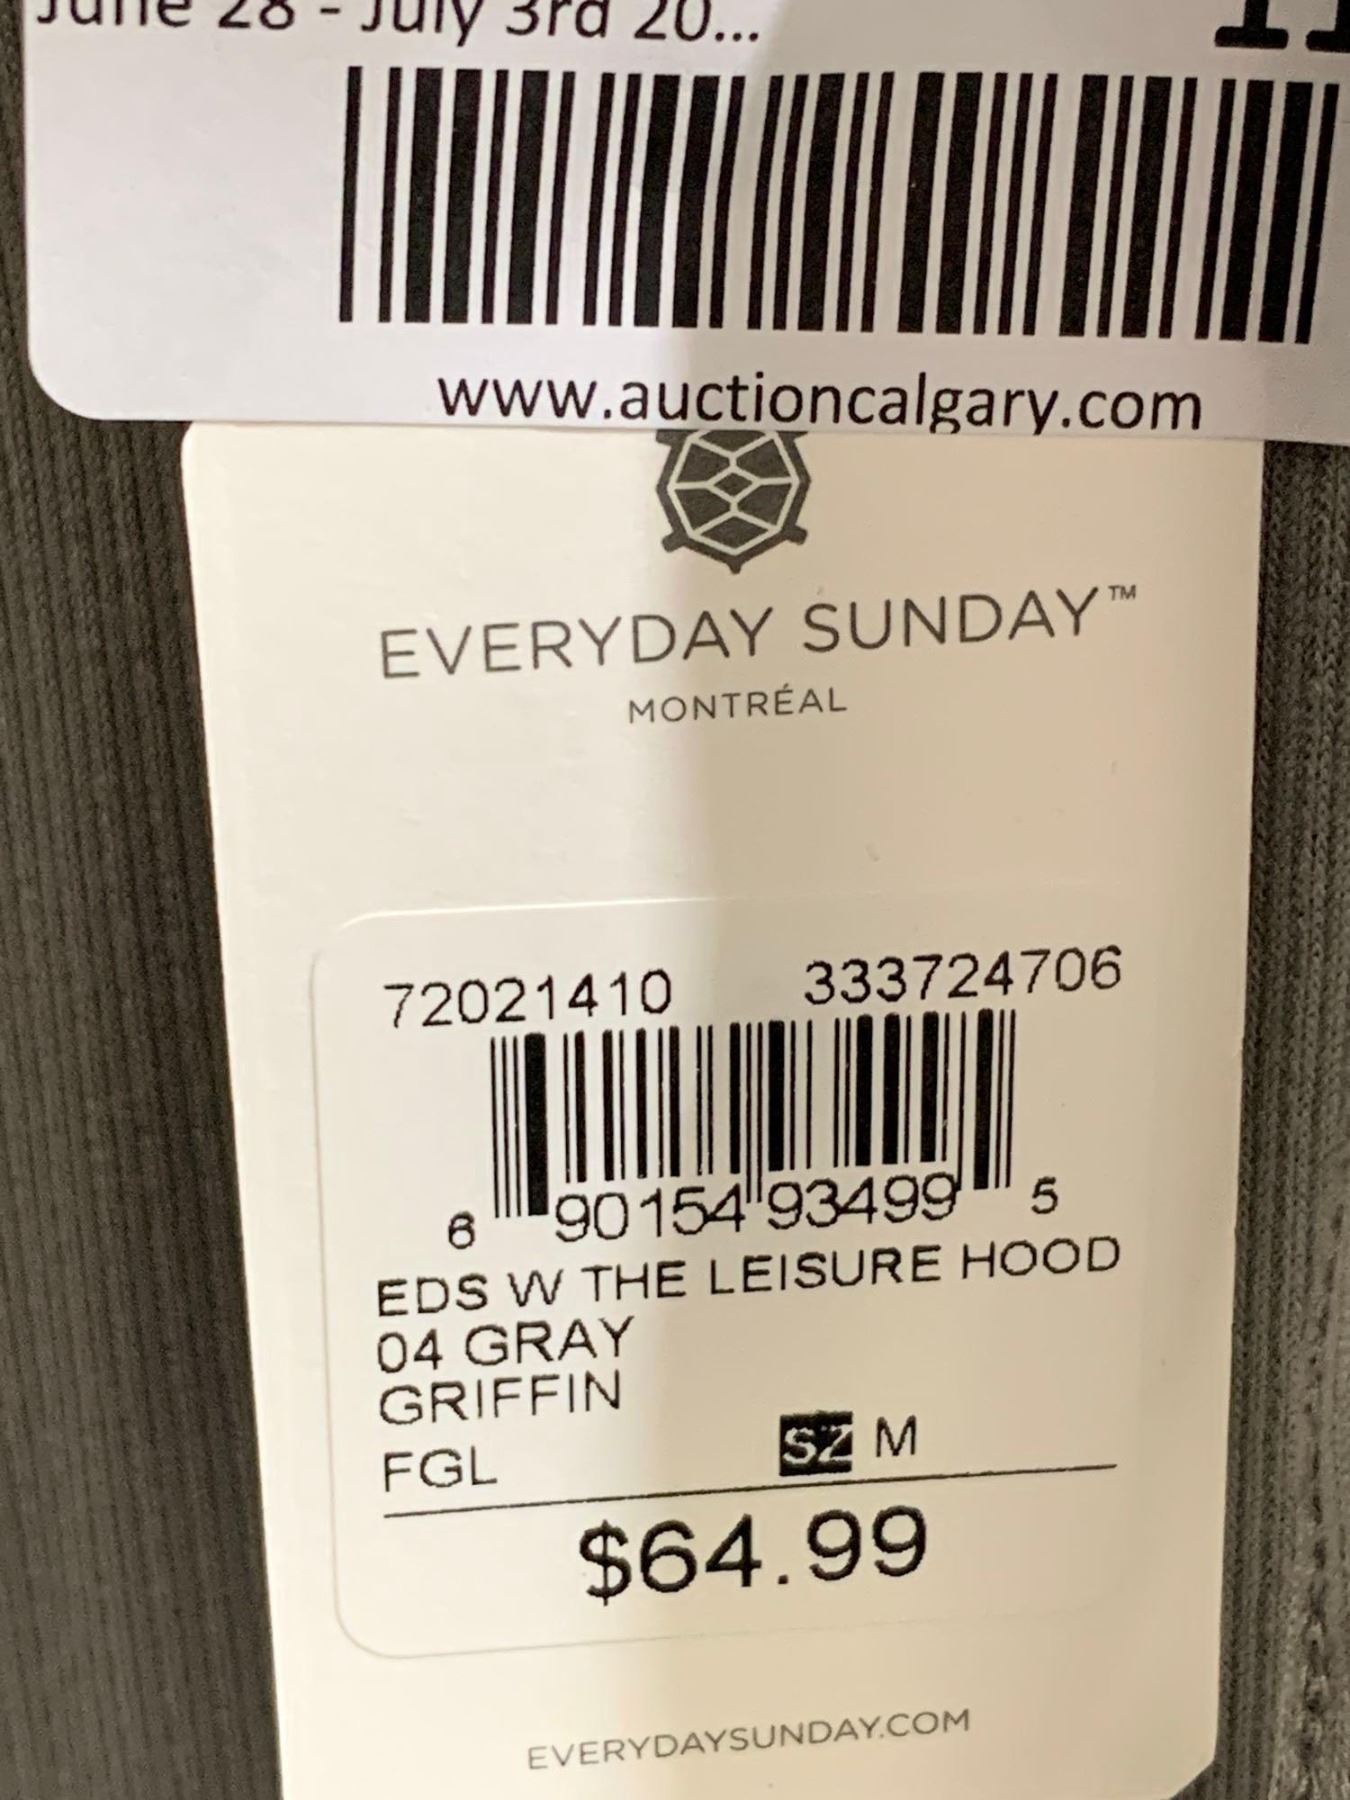 June 28 - July 3rd 20...
www.auctioncalgary.com
EVERYDAY SUNDAY™
MONTRÉAL
72021410 333724706
6 90154 93499 5
EDS W THE LEISURE HOOD
04 GRAY
GRIFFIN
FGL SZ M
$64.99
EVERYDAYSUNDAY.COM